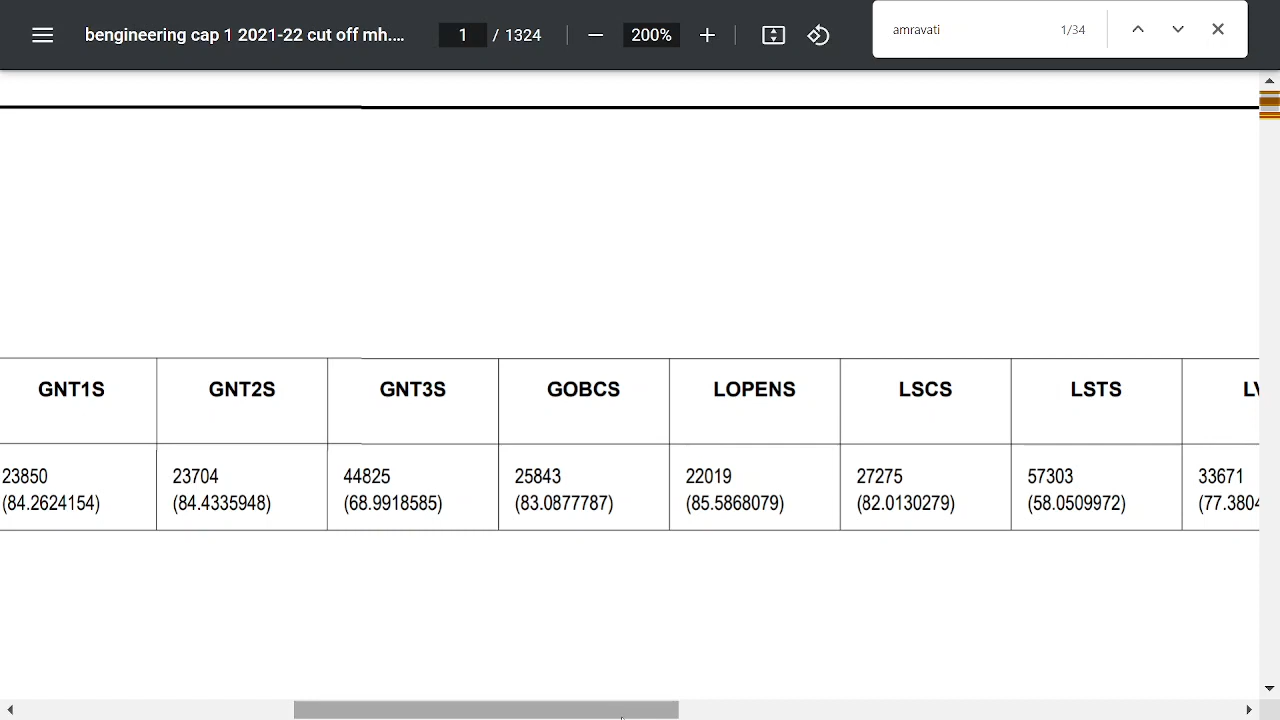 bengineering cap 1 2021-22 cut off mh.... 1 / 1324 200% amravati 1/34
GNT1S GNT2S GNT3S GOBCS LOPENS LSCS LSTS
23850 23704 44825 25843 22019 27275 57303 33671
(84.2624154) (84.4335948) (68.9918585) (83.0877787) (85.5868079) (82.0130279) (58.0509972) (77.3804